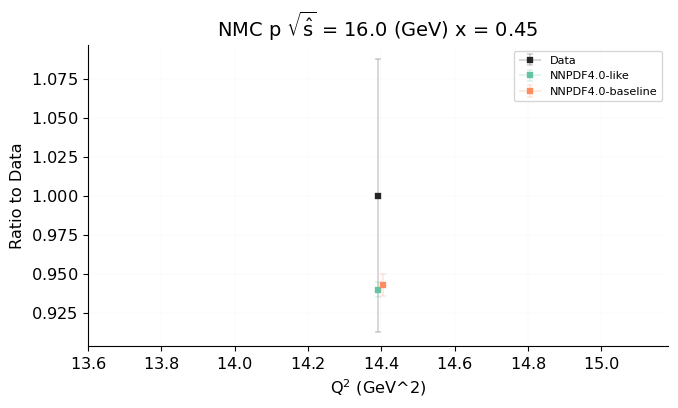 NMC p √ŝ = 16.0 (GeV) x = 0.45
Data
NNPDF4.0-like
NNPDF4.0-baseline
Ratio to Data
1.075
1.050
1.025
1.000
0.975
0.950
0.925
13.6 13.8 14.0 14.2 14.4 14.6 14.8 15.0
Q² (GeV^2)